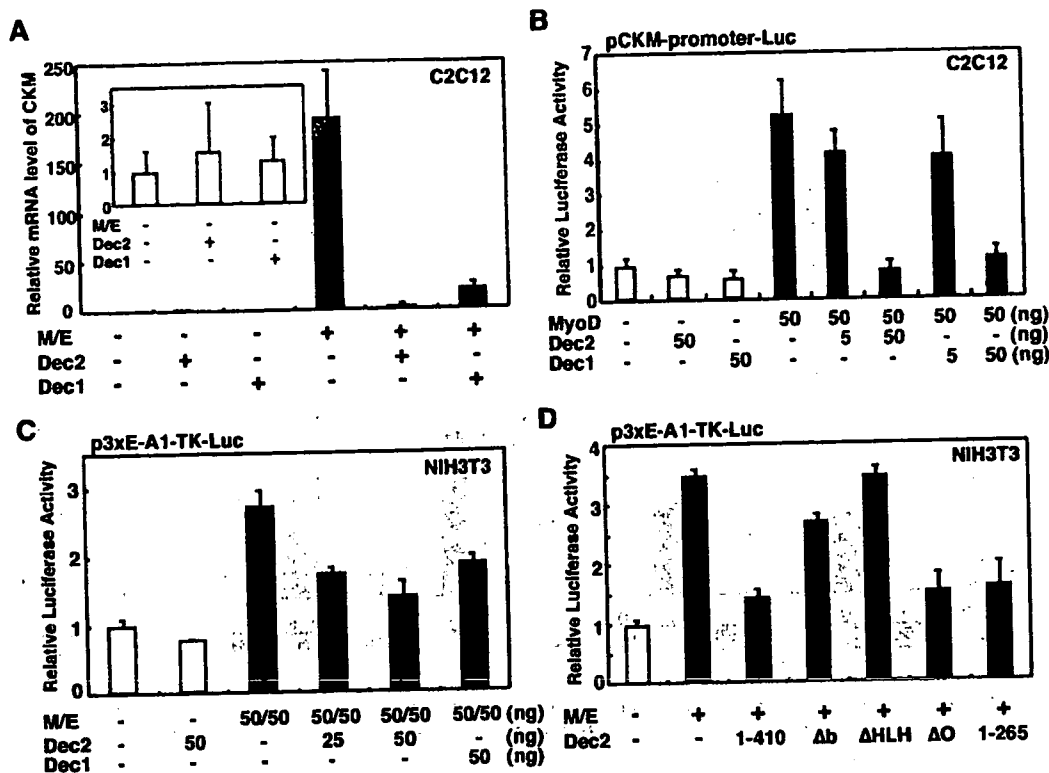 A
Relative mRNA level of CKM
250
200
150
100
50
0
C2C12
3
2
1
0
M/E - - -
Dec2 - + -
Dec1 - - +
M/E - - - + + +
Dec2 - + - - + -
Dec1 - - + - - +
B
pCKM-promoter-Luc
Relative Luciferase Activity
7
6
5
4
3
2
1
0
C2C12
MyoD - - - 50 50 50 50 50 (ng)
Dec2 - 50 - - 5 50 - - (ng)
Dec1 - - 50 - - - 5 50 (ng)
C
p3xE-A1-TK-Luc
Relative Luciferase Activity
3
2
1
0
NIH3T3
M/E - - 50/50 50/50 50/50 50/50 (ng)
Dec2 - 50 - 25 50 - (ng)
Dec1 - - - - - 50 (ng)
D
p3xE-A1-TK-Luc
Relative Luciferase Activity
4
3
2
1
0
NIH3T3
M/E - + + + + + +
Dec2 - - 1-410 Δb ΔHLH ΔO 1-265